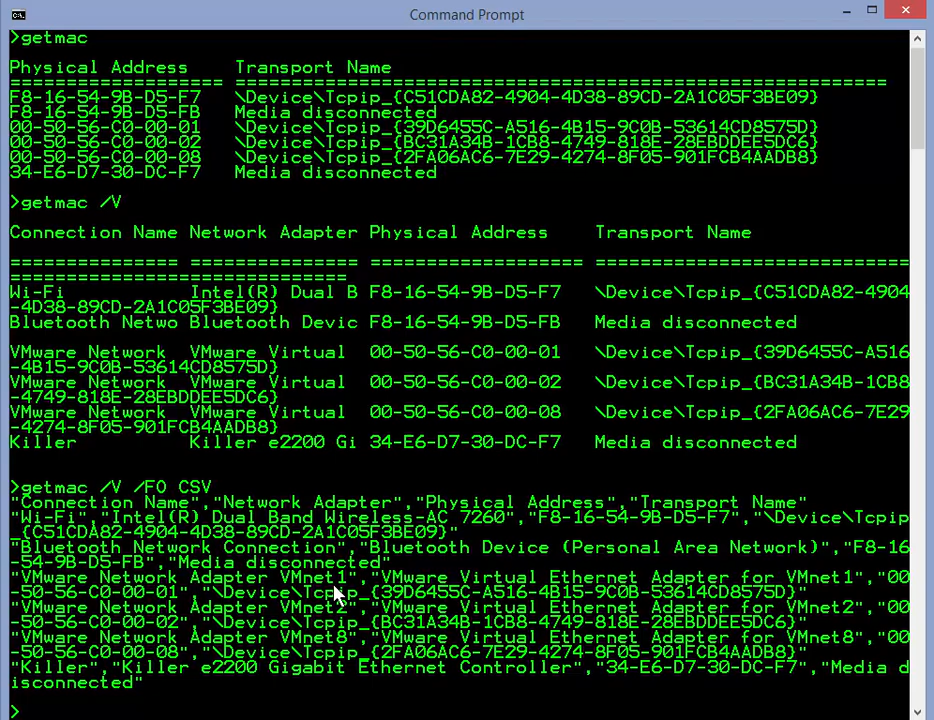 Command Prompt
>getmac
Physical Address    Transport Name
=================== ==========================================================
F8-16-54-9B-D5-F7   \Device\Tcpip_{C51CDA82-4904-4D38-89CD-2A1C05F3BE09}
F8-16-54-9B-D5-FB   Media disconnected
00-50-56-C0-00-01   \Device\Tcpip_{39D6455C-A516-4B15-9C0B-53614CD8575D}
00-50-56-C0-00-02   \Device\Tcpip_{BC31A34B-1CB8-4749-818E-28EBDDEE5DC6}
00-50-56-C0-00-08   \Device\Tcpip_{2FA06AC6-7E29-4274-8F05-901FCB4AADB8}
34-E6-D7-30-DC-F7   Media disconnected
>getmac /V
Connection Name Network Adapter Physical Address    Transport Name
=============== =============== =================== ============================
==============================
Wi-Fi           Intel(R) Dual B F8-16-54-9B-D5-F7   \Device\Tcpip_{C51CDA82-4904
-4D38-89CD-2A1C05F3BE09}
Bluetooth Netwo Bluetooth Devic F8-16-54-9B-D5-FB   Media disconnected
VMware Network  VMware Virtual  00-50-56-C0-00-01   \Device\Tcpip_{39D6455C-A516
-4B15-9C0B-53614CD8575D}
VMware Network  VMware Virtual  00-50-56-C0-00-02   \Device\Tcpip_{BC31A34B-1CB8
-4749-818E-28EBDDEE5DC6}
VMware Network  VMware Virtual  00-50-56-C0-00-08   \Device\Tcpip_{2FA06AC6-7E29
-4274-8F05-901FCB4AADB8}
Killer          Killer e2200 Gi 34-E6-D7-30-DC-F7   Media disconnected
>getmac /V /FO CSV
"Connection Name","Network Adapter","Physical Address","Transport Name"
"Wi-Fi","Intel(R) Dual Band Wireless-AC 7260","F8-16-54-9B-D5-F7","\Device\Tcpip
_{C51CDA82-4904-4D38-89CD-2A1C05F3BE09}"
"Bluetooth Network Connection","Bluetooth Device (Personal Area Network)","F8-16
-54-9B-D5-FB","Media disconnected"
"VMware Network Adapter VMnet1","VMware Virtual Ethernet Adapter for VMnet1","00
-50-56-C0-00-01","\Device\Tcpip_{39D6455C-A516-4B15-9C0B-53614CD8575D}"
"VMware Network Adapter VMnet2","VMware Virtual Ethernet Adapter for VMnet2","00
-50-56-C0-00-02","\Device\Tcpip_{BC31A34B-1CB8-4749-818E-28EBDDEE5DC6}"
"VMware Network Adapter VMnet8","VMware Virtual Ethernet Adapter for VMnet8","00
-50-56-C0-00-08","\Device\Tcpip_{2FA06AC6-7E29-4274-8F05-901FCB4AADB8}"
"Killer","Killer e2200 Gigabit Ethernet Controller","34-E6-D7-30-DC-F7","Media d
isconnected"
>